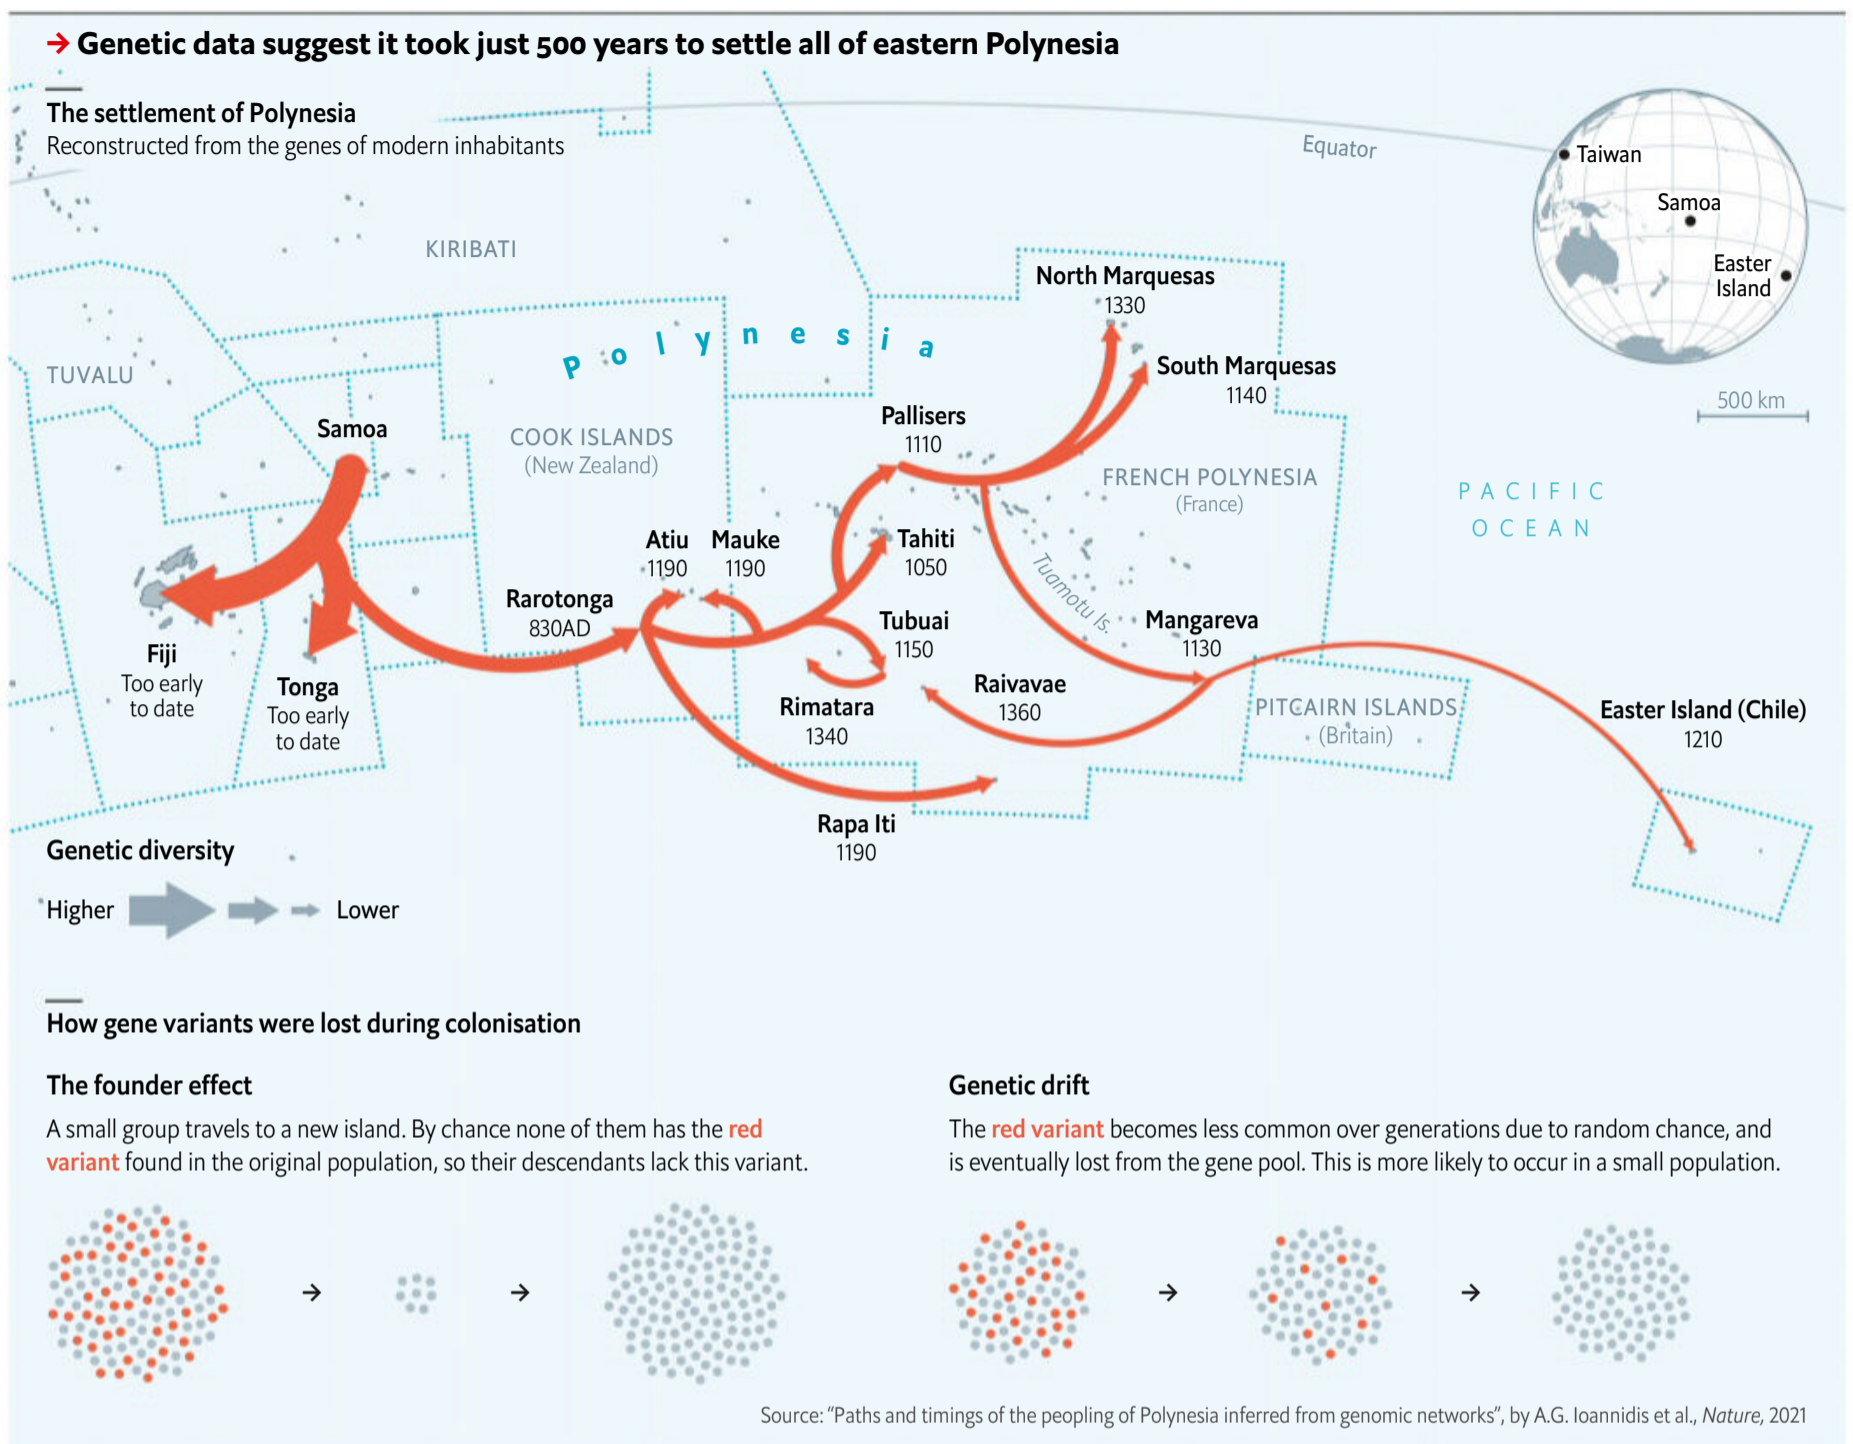 → Genetic data suggest it took just 500 years to settle all of eastern Polynesia
The settlement of Polynesia
Reconstructed from the genes of modern inhabitants
Equator
Taiwan
Samoa
Easter
Island
500 km
KIRIBATI
TUVALU
Polynesia
COOK ISLANDS
(New Zealand)
FRENCH POLYNESIA
(France)
PACIFIC
OCEAN
North Marquesas
1330
South Marquesas
1140
Pallisers
1110
Samoa
Atiu
1190
Mauke
1190
Tahiti
1050
Tuamotu Is.
Rarotonga
830AD
Tubuai
1150
Mangareva
1130
Fiji
Too early
to date
Tonga
Too early
to date
Rimatara
1340
Raivavae
1360
PITCAIRN ISLANDS
(Britain)
Easter Island (Chile)
1210
Rapa Iti
1190
Genetic diversity
Higher
Lower
How gene variants were lost during colonisation
The founder effect
A small group travels to a new island. By chance none of them has the red
variant found in the original population, so their descendants lack this variant.
Genetic drift
The red variant becomes less common over generations due to random chance, and
is eventually lost from the gene pool. This is more likely to occur in a small population.
Source: “Paths and timings of the peopling of Polynesia inferred from genomic networks”, by A.G. Ioannidis et al., Nature, 2021